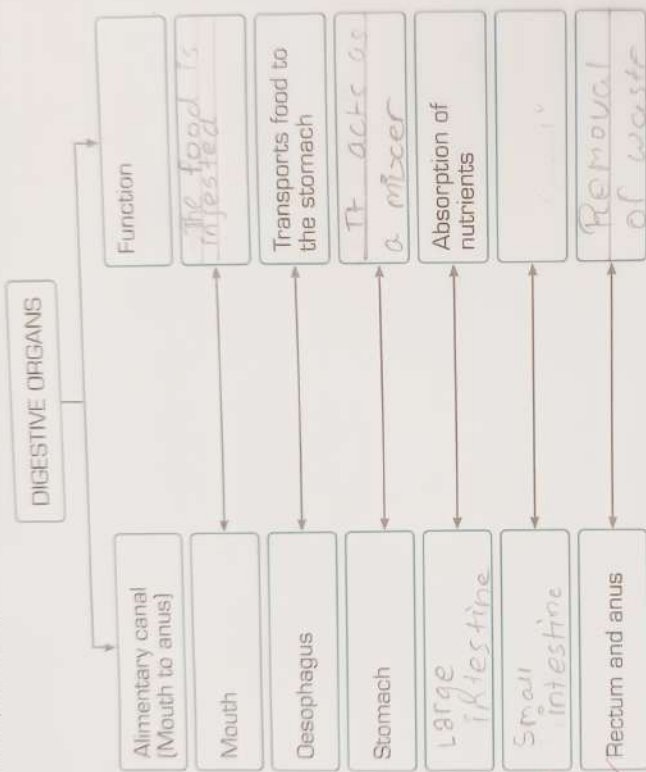 DIGESTIVE ORGANS
Alimentary canal
(Mouth to anus)
Function
Mouth
The food is
ingested
Oesophagus
Transports food to
the stomach
Stomach
It acts as
a mixer
Large
intestine
Absorption of
nutrients
Small
intestine
Rectum and anus
Removal
of waste